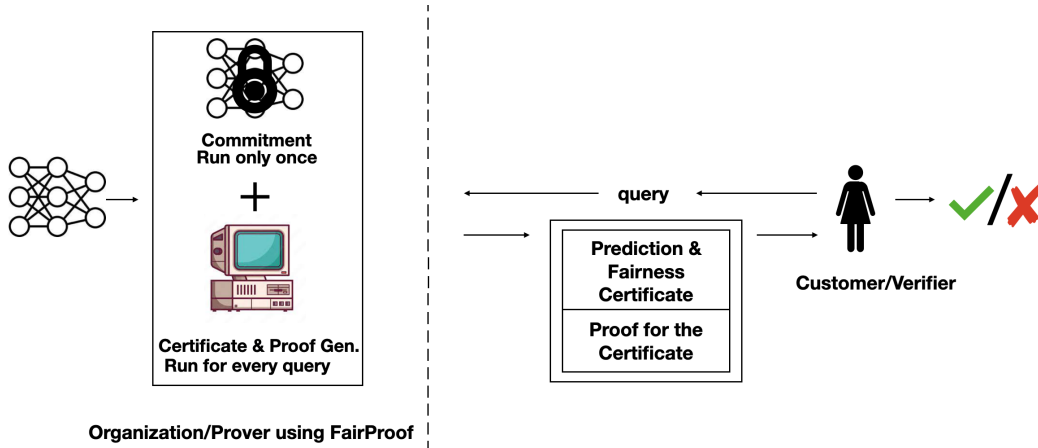 Commitment
Run only once
Certificate & Proof Gen.
Run for every query
Organization/Prover using FairProof
query
Prediction &
Fairness
Certificate
Proof for the
Certificate
Customer/Verifier